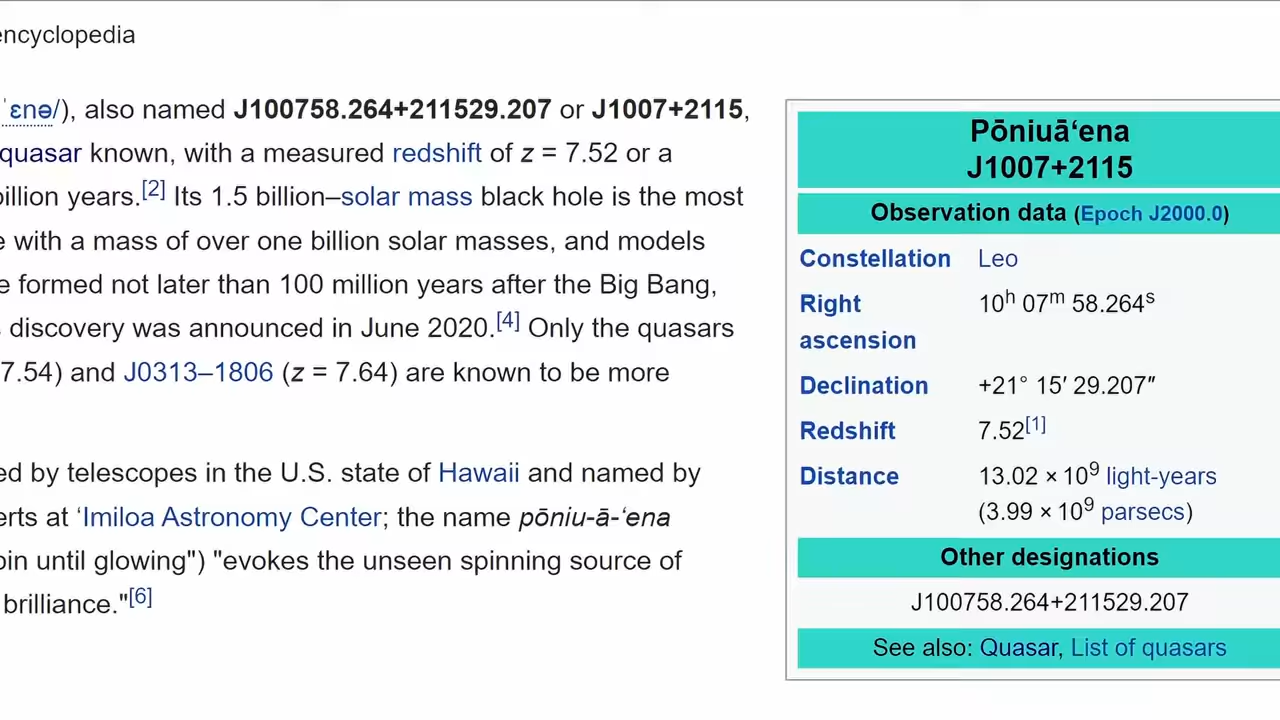 encyclopedia
ˈɛnə/), also named J100758.264+211529.207 or J1007+2115,
quasar known, with a measured redshift of z = 7.52 or a
billion years.[2] Its 1.5 billion–solar mass black hole is the most
e with a mass of over one billion solar masses, and models
e formed not later than 100 million years after the Big Bang,
discovery was announced in June 2020.[4] Only the quasars
7.54) and J0313–1806 (z = 7.64) are known to be more
ed by telescopes in the U.S. state of Hawaii and named by
erts at ʻImiloa Astronomy Center; the name pōniu-ā-ʻena
pin until glowing") "evokes the unseen spinning source of
brilliance."[6]
Pōniuāʻena
J1007+2115
Observation data (Epoch J2000.0)
Constellation Leo
Right 10h 07m 58.264s
ascension
Declination +21° 15′ 29.207″
Redshift 7.52[1]
Distance 13.02 × 10⁹ light-years
(3.99 × 10⁹ parsecs)
Other designations
J100758.264+211529.207
See also: Quasar, List of quasars